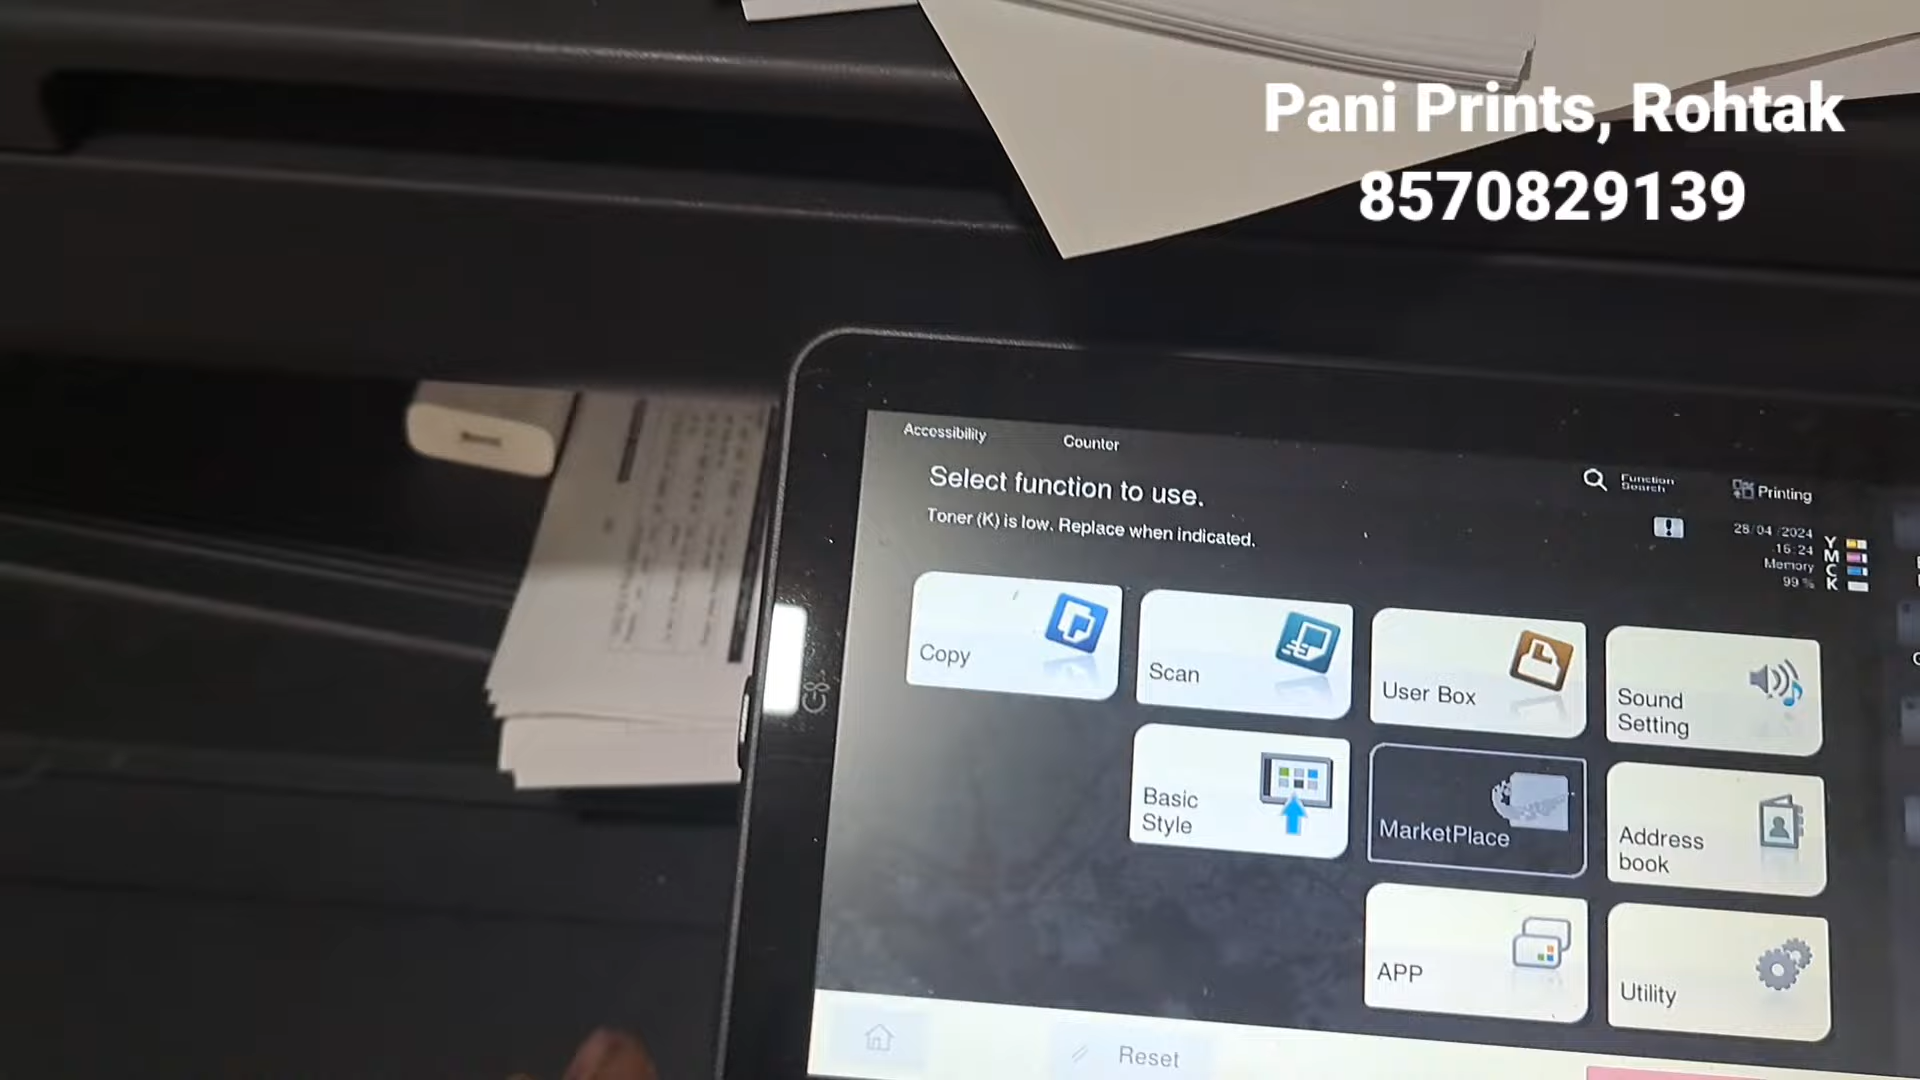 Pani Prints, Rohtak
8570829139
Accessibility
Counter
Select function to use.
Toner (K) is low. Replace when indicated.
Function
Search
Printing
28/04/2024
16:24
Memory
99 %
Y
M
C
K
Copy
Scan
User Box
Sound
Setting
Basic
Style
MarketPlace
Address
book
APP
Utility
Reset